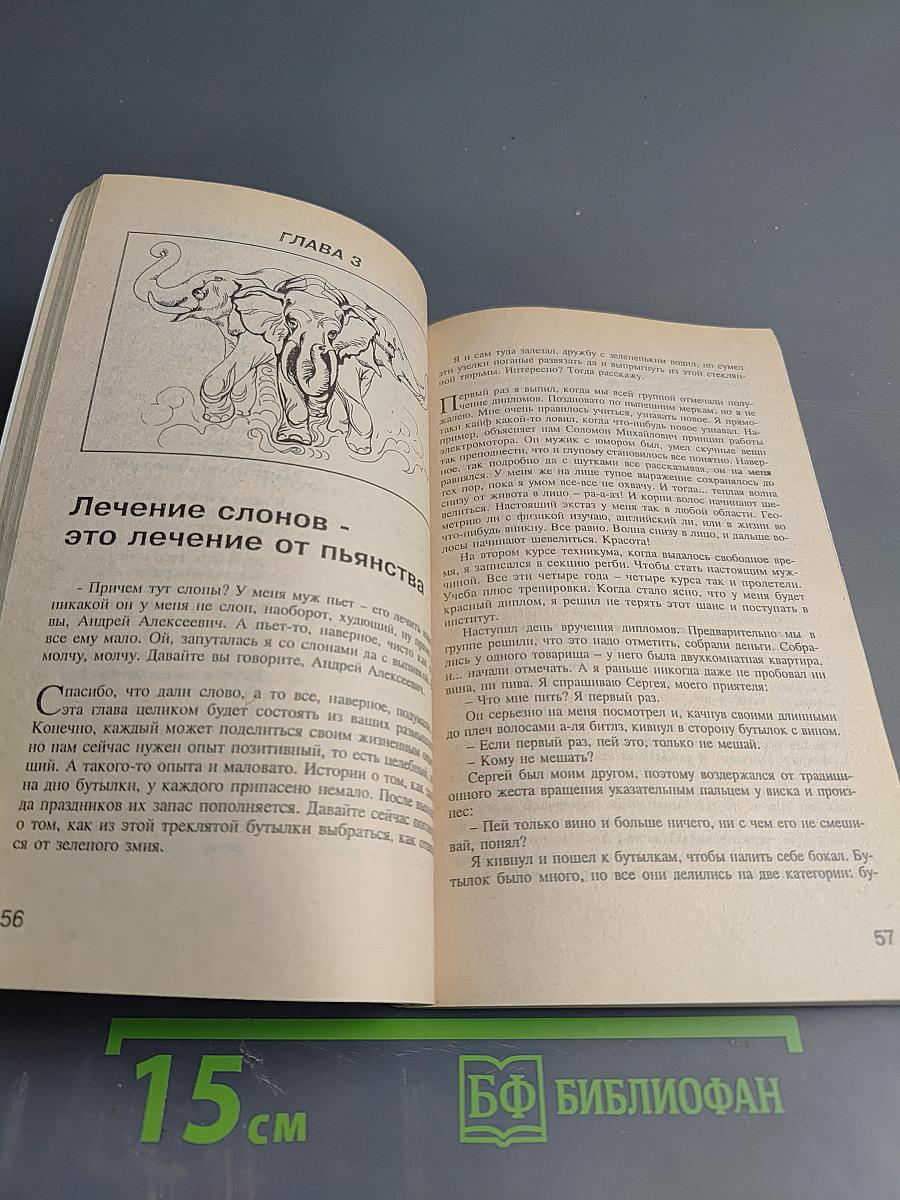 ГЛАВА 3
Лечение слонов -
это лечение от пьянства
- Причем тут слоны? У меня муж пьет – его лечить
никакой он у меня не слон, наоборот, худющий, ну
вы, Андрей Алексеевич. А пьет-то, наверное, чисто как
все ему мало. Ой, запуталась я со слонами да с выпивкой
молчу, молчу. Давайте вы говорите, Андрей Алексеевич.
Спасибо, что дали слово, а то все, наверное,
эта глава целиком будет состоять из ваших
Конечно, каждый может поделиться своим жизненным
но нам сейчас нужен опыт позитивный, то есть целебный,
щий. А такого-то опыта и маловато. Истории о том, как
на дно бутылки, у каждого припасено немало. После
да праздников их запас пополняется. Давайте сейчас
о том, как из этой треклятой бутылки выбраться, как
ся от зеленого змия.
56
Я и сам туда залезал, дружбу с зелененьким водил, но сумел
эти узелки поганые развязать да и выпрыгнуть из этой стеклян-
ной тюрьмы. Интересно? Тогда расскажу.
Первый раз я выпил, когда мы всей группой отмечали полу-
чение дипломов. Поздновато по нынешним меркам, но я не
жалею. Мне очень нравилось учиться, узнавать новое. Я прямо-
таки кайф какой-то ловил, когда что-нибудь новое узнавал. На-
пример, объясняет нам Соломон Михайлович принцип работы
электромотора. Он мужик с юмором был, умел скучные вещи
так преподнести, что и глупому становилось все понятно. Навер-
ное, так подробно да с шутками все рассказывая, он на меня
равнялся. У меня же на лице тупое выражение сохранялось до
тех пор, пока я умом все-все не охвачу. И тогда... теплая волна
снизу от живота в лицо – ра-а-аз! И корни волос начинают ше-
велиться. Настоящий экстаз у меня так в любой области. Гео-
метрию ли с физикой изучаю, английский ли, или в жизни во
что-нибудь вникну. Все равно. Волна снизу в лицо, и дальше во-
лосы начинают шевелиться. Красота!
На втором курсе техникума, когда выдалось свободное вре-
мя, я записался в секцию регби. Чтобы стать настоящим муж-
чиной. Все эти четыре года – четыре курса так и пролетели.
Учеба плюс тренировки. Когда стало ясно, что у меня будет
красный диплом, я решил не терять этот шанс и поступать в
институт.
Наступил день вручения дипломов. Предварительно мы в
группе решили, что это надо отметить, собрали деньги. Собра-
лись у одного товарища – у него была двухкомнатная квартира,
и... начали отмечать. А я раньше никогда даже не пробовал ни
вина, ни пива. Я спрашиваю Сергея, моего приятеля:
– Что мне пить? Я первый раз.
Он серьезно на меня посмотрел и, качнув своими длинными
до плеч волосами а-ля битлз, кивнул в сторону бутылок с вином.
– Если первый раз, пей это, только не мешай.
– Кому не мешать?
Сергей был моим другом, поэтому воздержался от традици-
онного жеста вращения указательным пальцем у виска и произ-
нес:
– Пей только вино и больше ничего, ни с чем его не смеши-
вай, понял?
Я кивнул и пошел к бутылкам, чтобы налить себе бокал. Бу-
тылок было много, но все они делились на две категории: бу-
57
15 см
БФ БИБЛИОФАН